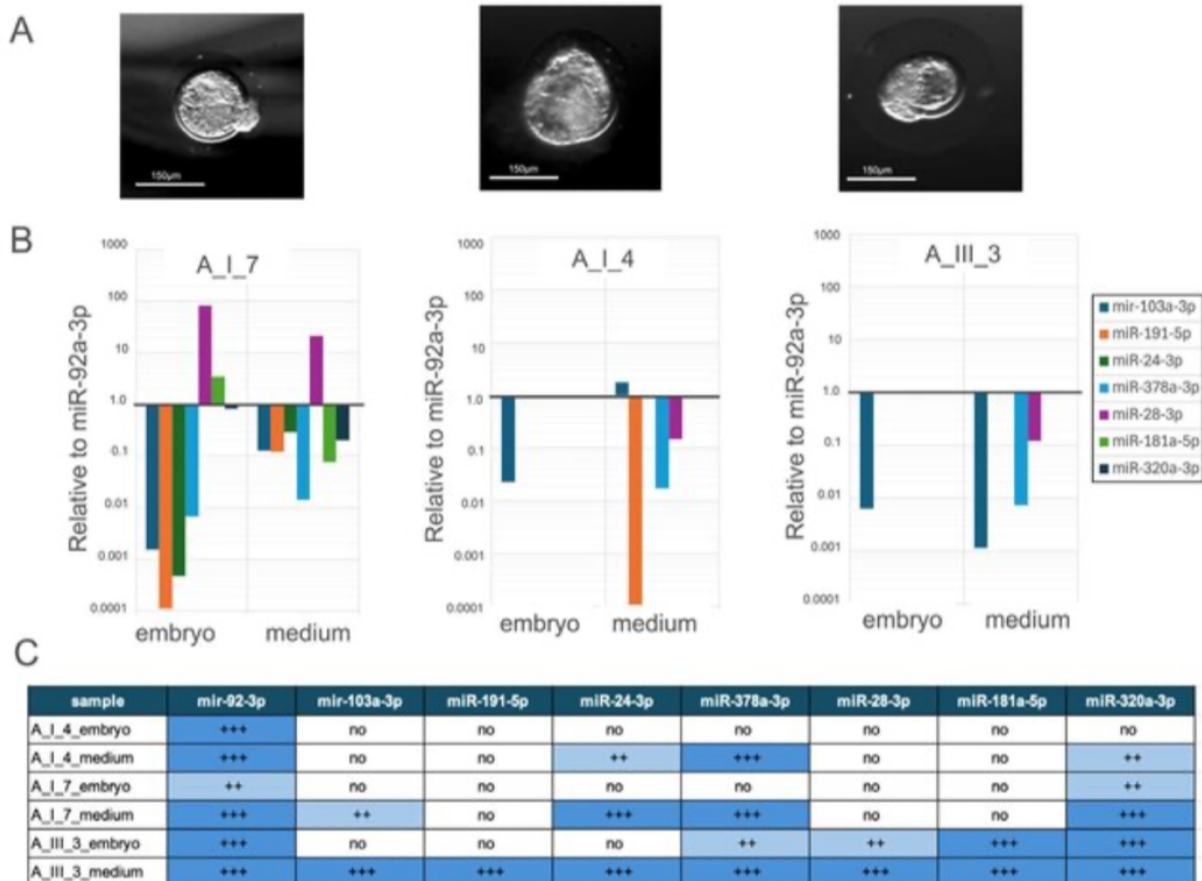 A
150µm
150µm
150µm
B
A_I_7
Relative to miR-92a-3p
1000
100
10
1.0
0.1
0.01
0.001
0.0001
embryo medium
A_I_4
Relative to miR-92a-3p
1000
100
10
1.0
0.1
0.01
0.001
0.0001
embryo medium
A_III_3
Relative to miR-92a-3p
1000
100
10
1.0
0.1
0.01
0.001
0.0001
embryo medium
mir-103a-3p
miR-191-5p
miR-24-3p
miR-378a-3p
miR-28-3p
miR-181a-5p
miR-320a-3p
C
sample mir-92-3p mir-103a-3p miR-191-5p miR-24-3p miR-378a-3p miR-28-3p miR-181a-5p miR-320a-3p
A_I_4_embryo +++ no no no no no no no
A_I_4_medium +++ no no ++ +++ no no ++
A_I_7_embryo ++ no no no no no no ++
A_I_7_medium +++ ++ no +++ +++ no no +++
A_III_3_embryo +++ no no no ++ ++ +++ +++
A_III_3_medium +++ +++ +++ +++ +++ +++ +++ +++